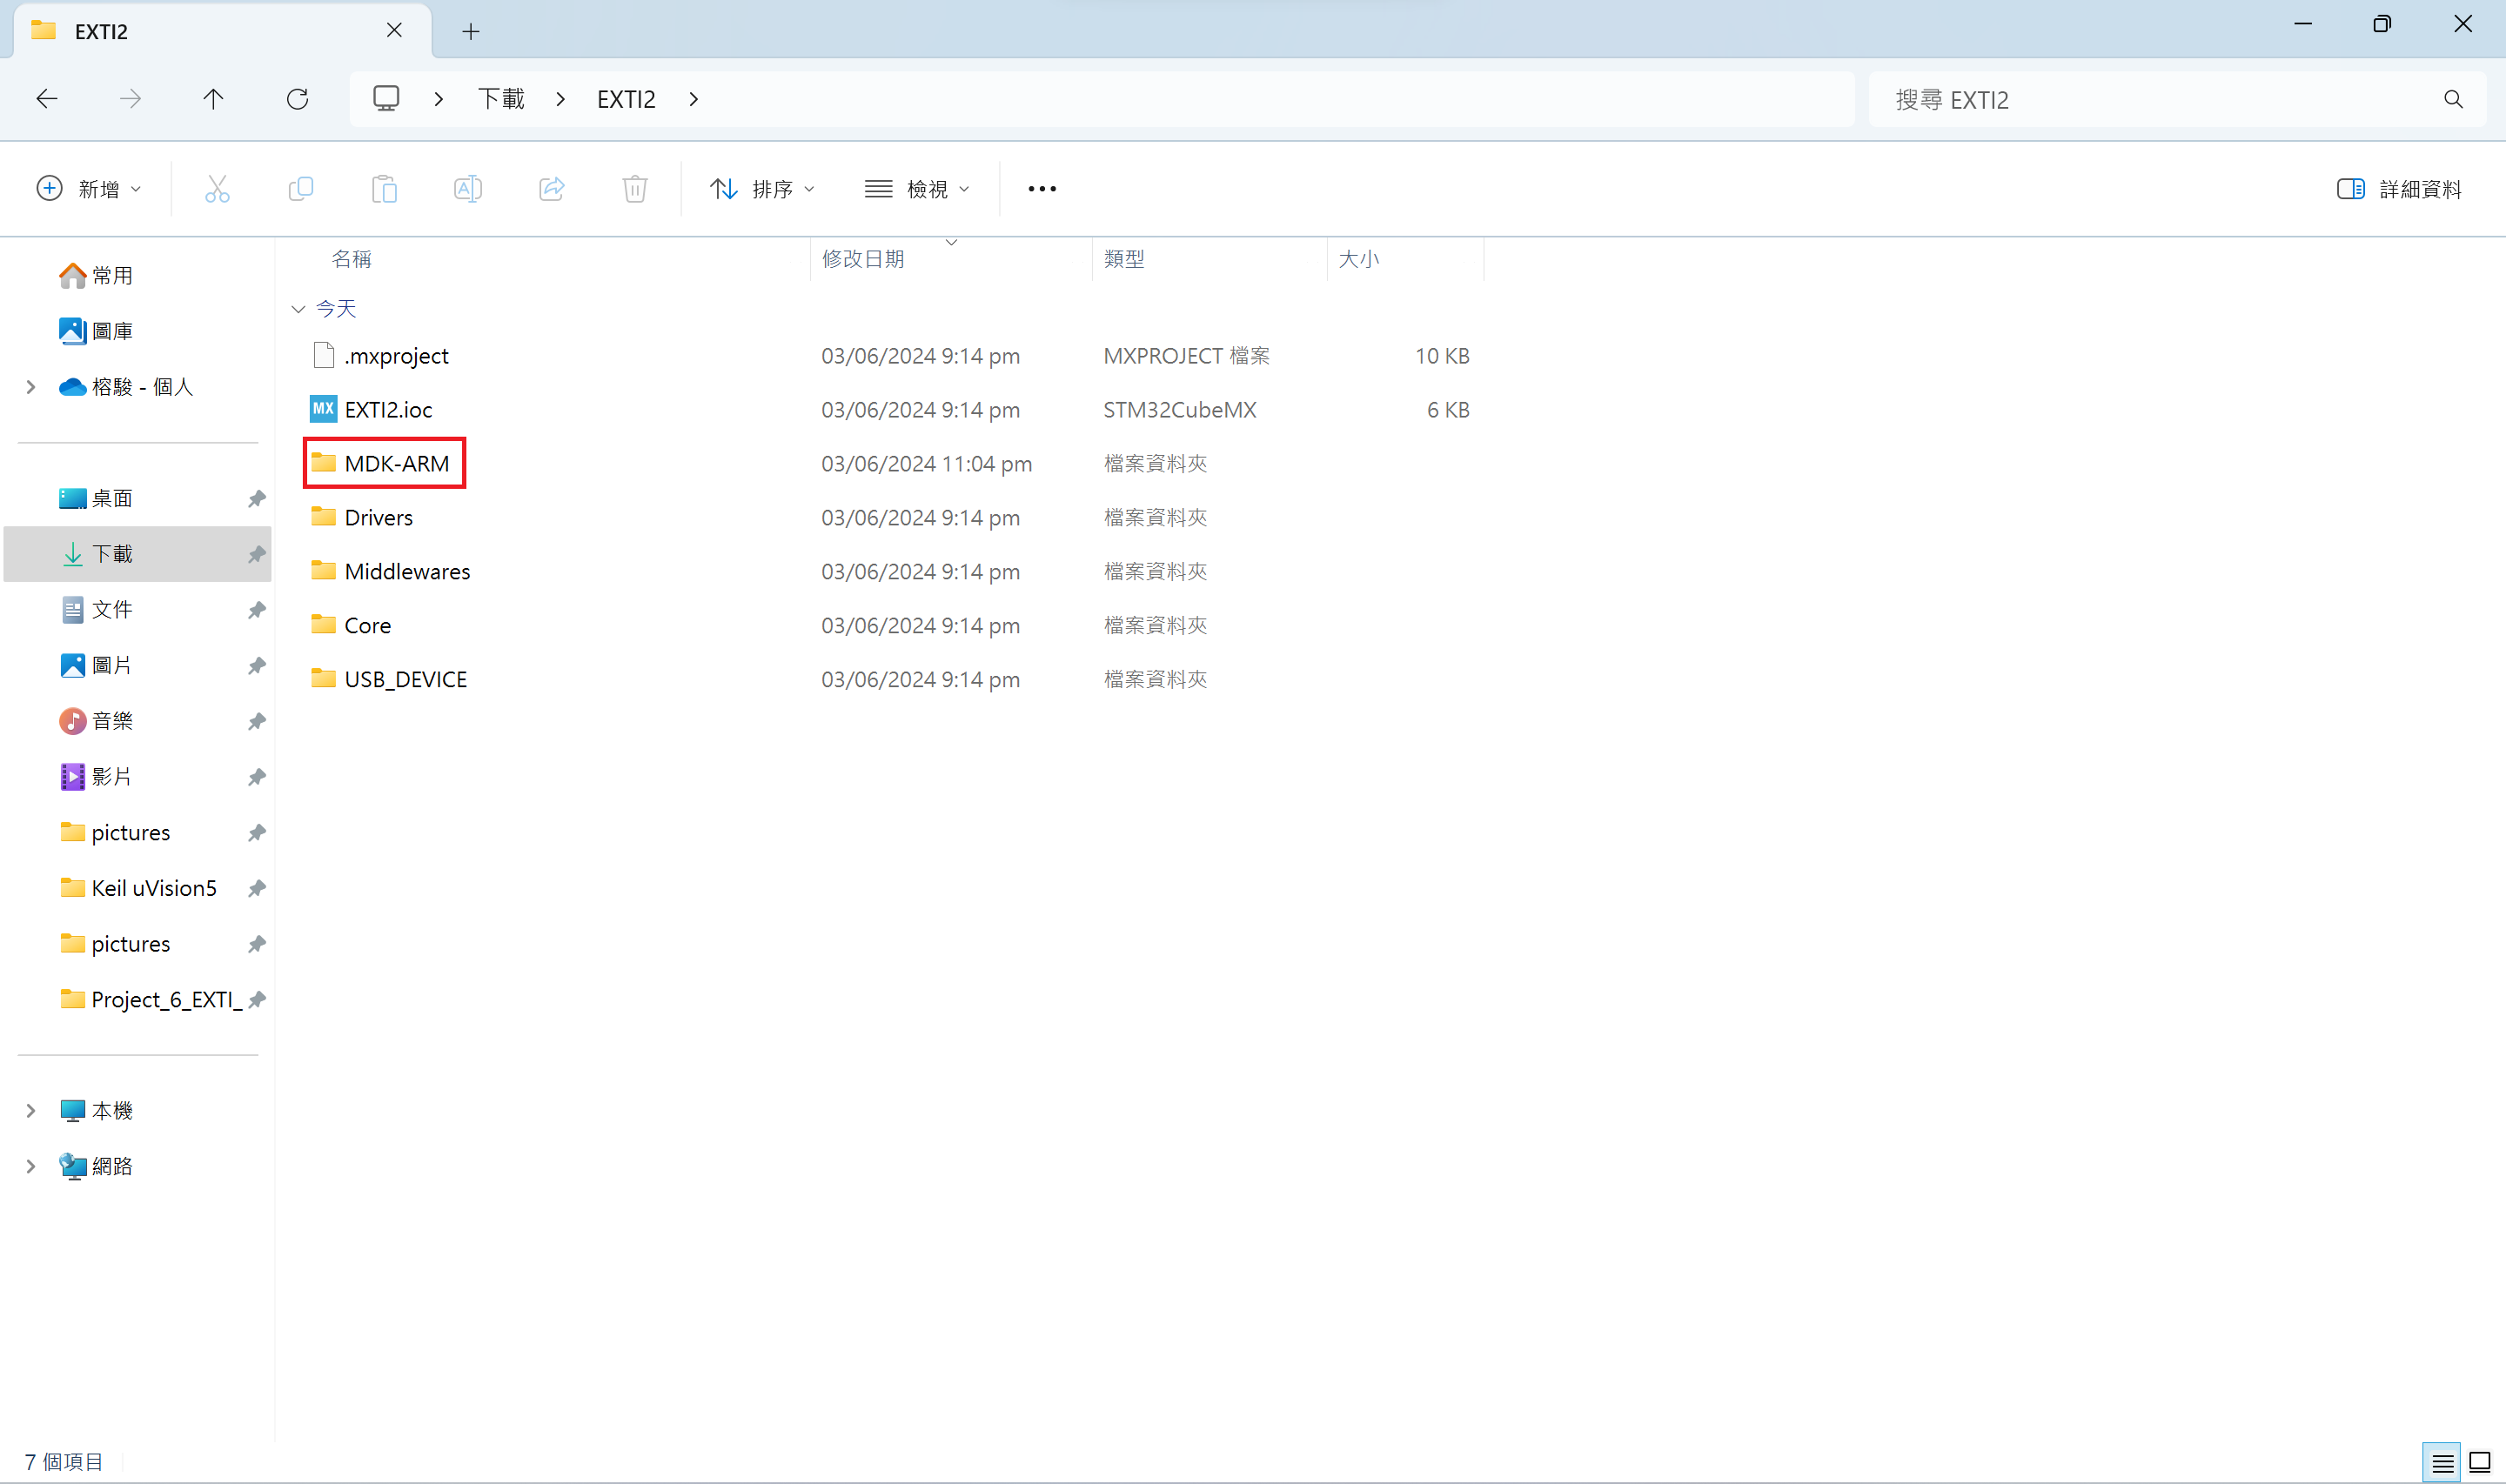 EXTI2
下載 EXTI2
搜尋 EXTI2
新增
排序
檢視
詳細資料
常用
圖庫
榕駿 - 個人
桌面
下載
文件
圖片
音樂
影片
pictures
Keil uVision5
pictures
Project_6_EXTI_
本機
網路
名稱 修改日期 類型 大小
今天
.mxproject 03/06/2024 9:14 pm MXPROJECT 檔案 10 KB
MX EXTI2.ioc 03/06/2024 9:14 pm STM32CubeMX 6 KB
MDK-ARM 03/06/2024 11:04 pm 檔案資料夾
Drivers 03/06/2024 9:14 pm 檔案資料夾
Middlewares 03/06/2024 9:14 pm 檔案資料夾
Core 03/06/2024 9:14 pm 檔案資料夾
USB_DEVICE 03/06/2024 9:14 pm 檔案資料夾
7 個項目